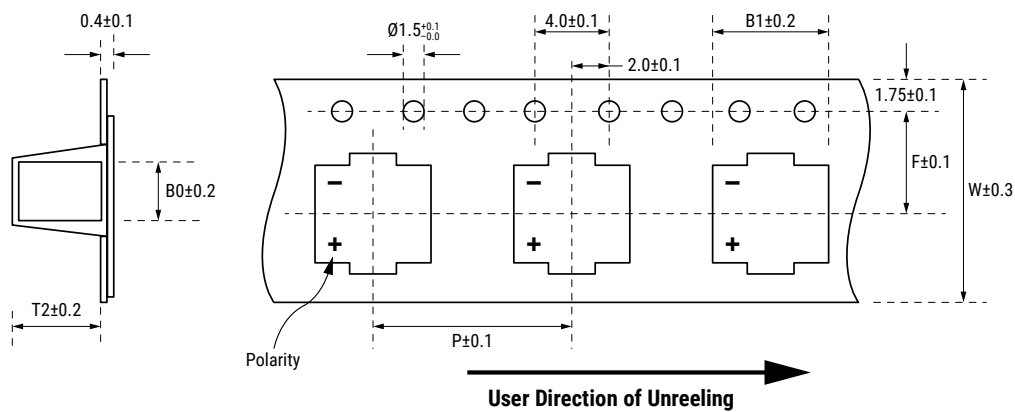 0.4±0.1
Ø1.5+0.1
-0.0
4.0±0.1
B1±0.2
2.0±0.1
1.75±0.1
F±0.1
W±0.3
B0±0.2
T2±0.2
−
−
−
+
+
+
Polarity
P±0.1
User Direction of Unreeling